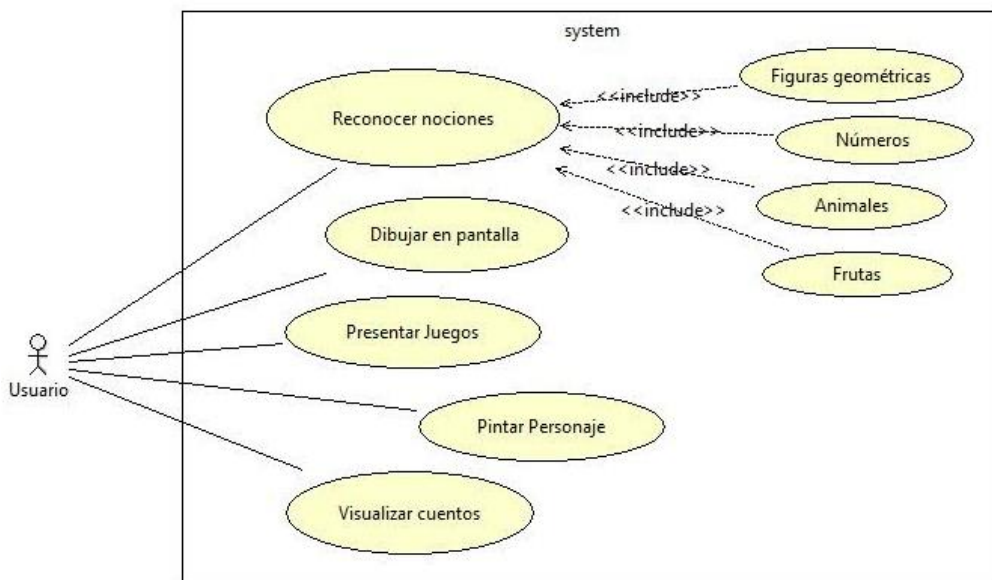 system
Figuras geométricas
<<include>>
Reconocer nociones
<<include>>
Números
<<include>>
Animales
<<include>>
Dibujar en pantalla
Frutas
Presentar Juegos
Usuario
Pintar Personaje
Visualizar cuentos